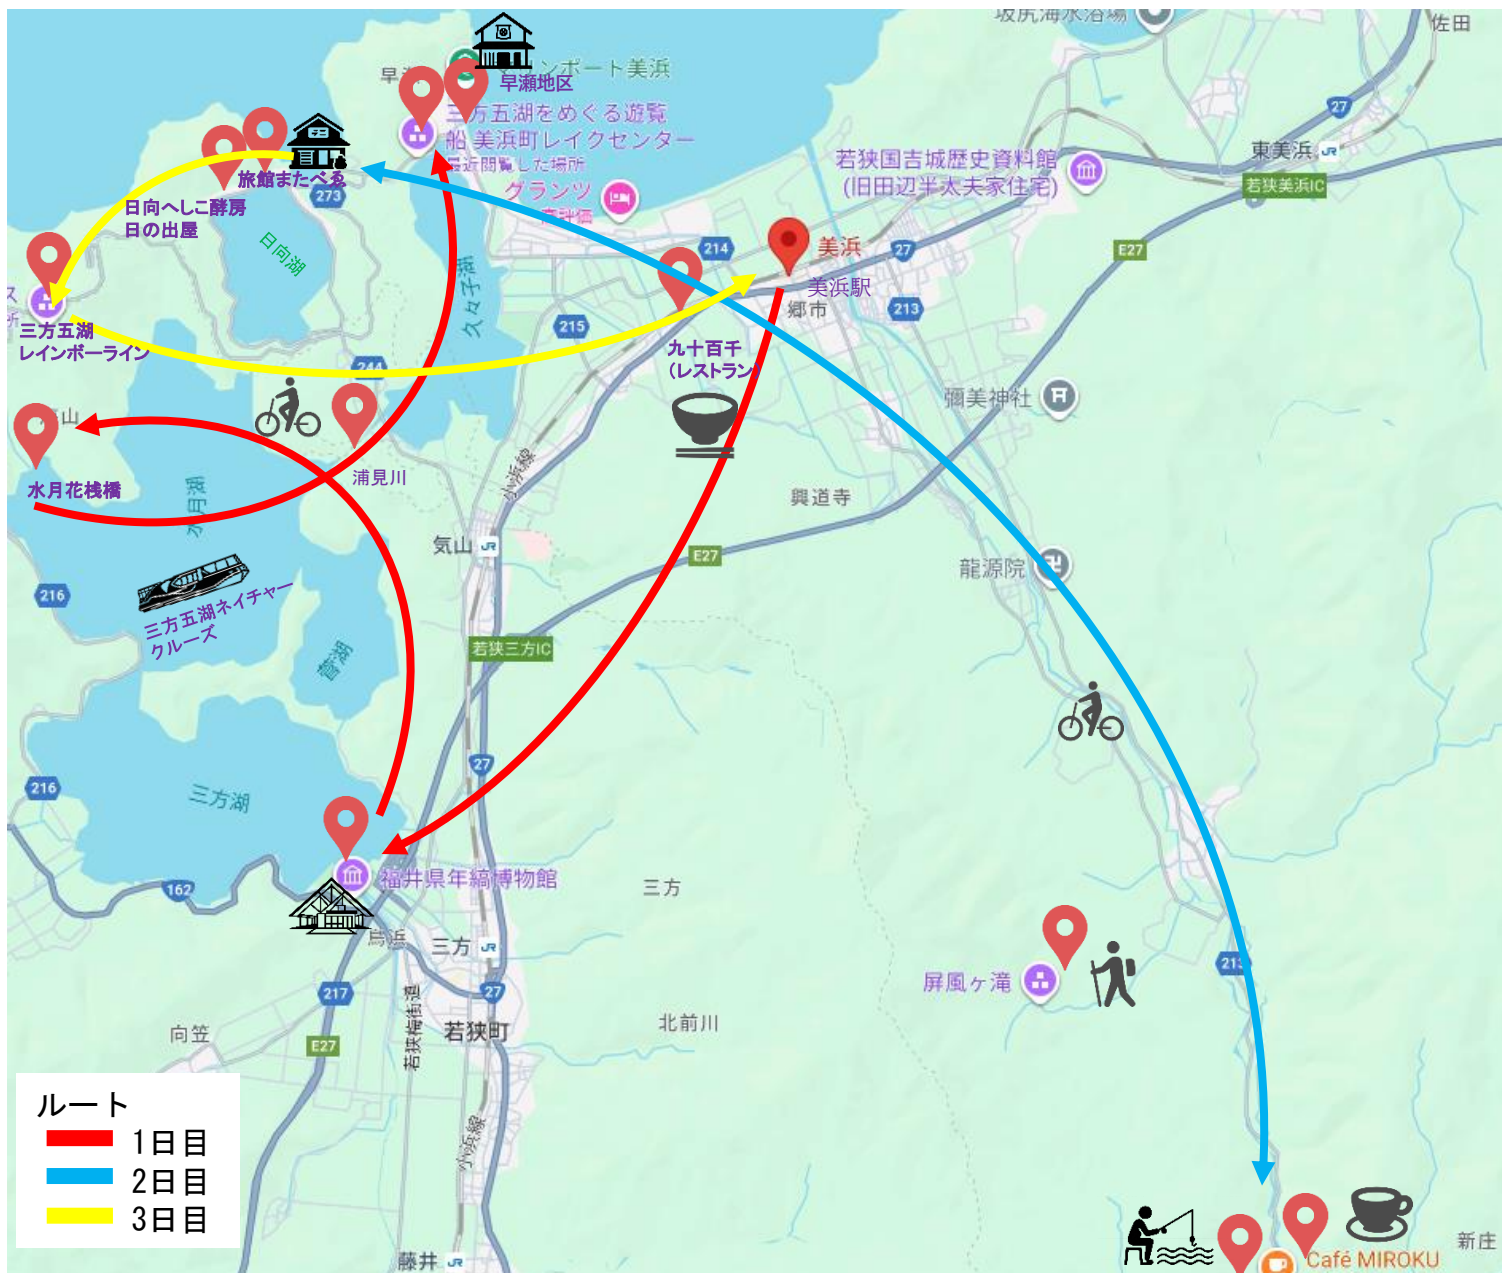 坂尻海水浴場
佐田
27
早瀬地区
三方五湖をめぐる遊覧
船 美浜町レイクセンター
最近閲覧した場所
グランツ
若狭国吉城歴史資料館
(旧田辺半太夫家住宅)
東美浜 JR
若狭美浜IC
旅館またべゑ
273
日向へしこ酵房
日の出屋
日向湖
久々子湖
214
美浜
美浜駅
27
E27
郷市
213
215
三方五湖
レインボーライン
九十百千
(レストラン)
244
彌美神社
水月花桟橋
浦見川
水月湖
小浜線
興道寺
気山 JR
E27
龍源院
216
三方五湖ネイチャー
クルーズ
菅湖
若狭三方IC
27
216
三方湖
162
福井県年縞博物館
三方
鳥浜
三方 JR
屏風ヶ滝
213
217
27
若狭梅街道
若狭町
北前川
向笠
E27
ルート
1日目
2日目
3日目
小浜線
藤井 JR
Café MIROKU
新庄